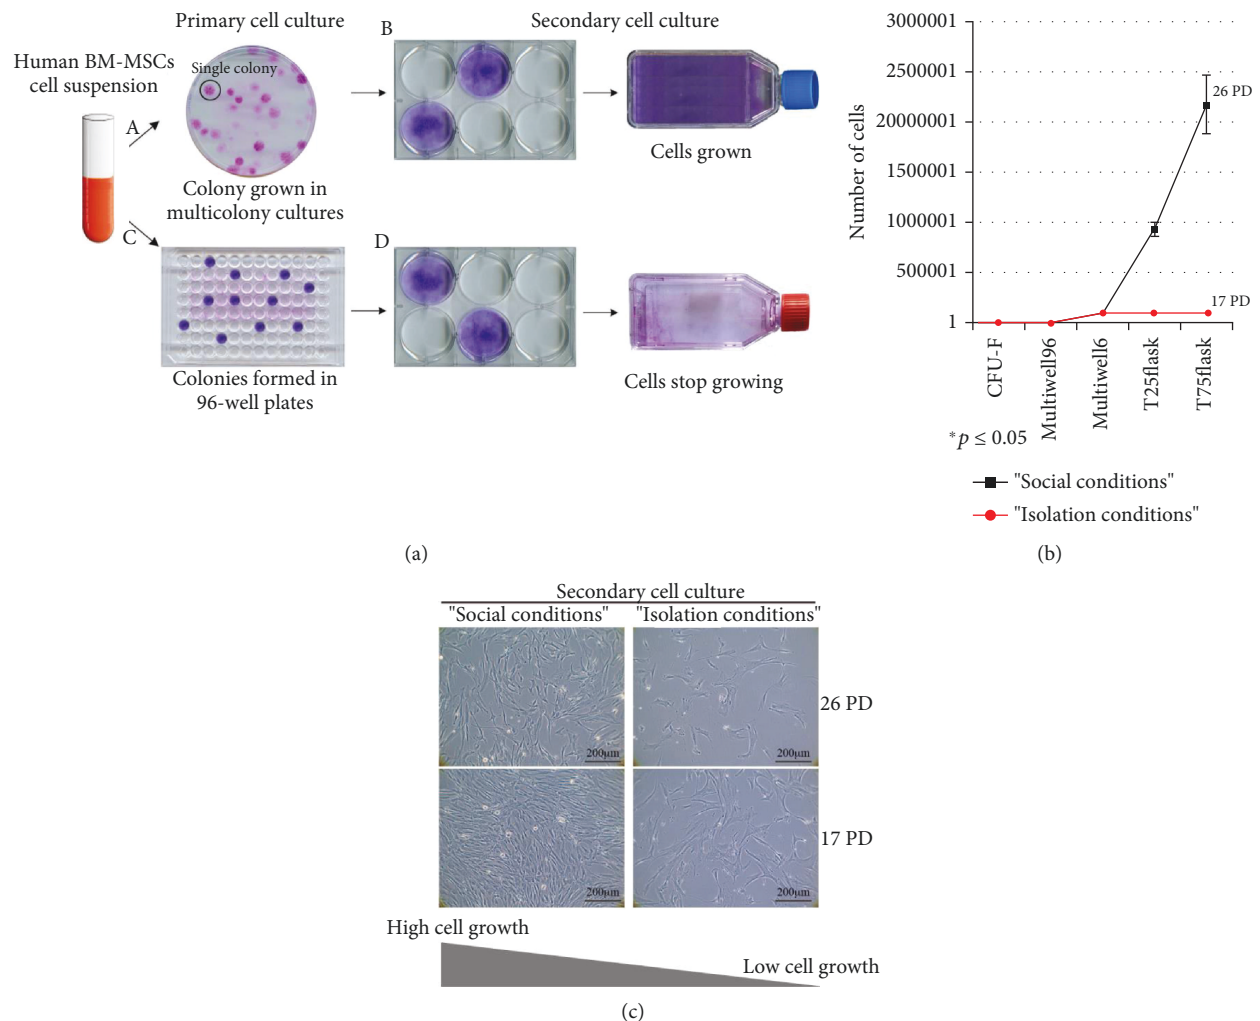 Primary cell culture
Secondary cell culture
Human BM-MSCs
cell suspension
A
Single colony
B
Colony grown in
multicolony cultures
Cells grown
C
D
Colonies formed in
96-well plates
Cells stop growing
(a)
Number of cells
3000001
2500001
20000001
1500001
1000001
500001
1
26 PD
17 PD
CFU-F
Multiwell96
Multiwell6
T25flask
T75flask
*p ≤ 0.05
"Social conditions"
"Isolation conditions"
(b)
Secondary cell culture
"Social conditions"
"Isolation conditions"
200μm
200μm
26 PD
200μm
200μm
17 PD
High cell growth
Low cell growth
(c)